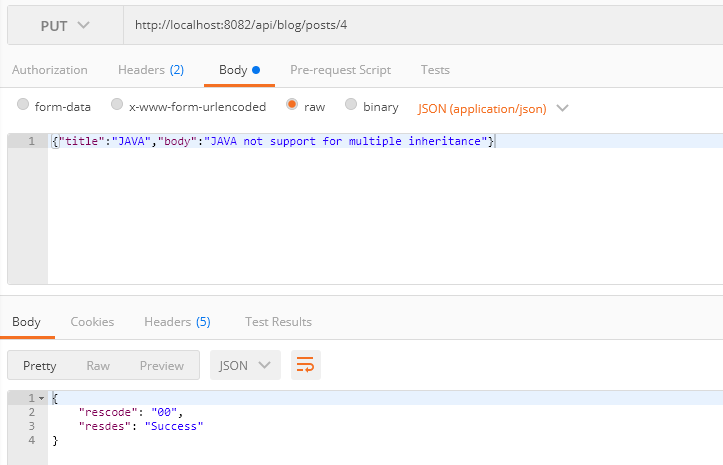 PUT http://localhost:8082/api/blog/posts/4
Authorization Headers (2) Body Pre-request Script Tests
form-data x-www-form-urlencoded raw binary JSON (application/json)
1 {"title":"JAVA","body":"JAVA not support for multiple inheritance"}
Body Cookies Headers (5) Test Results
Pretty Raw Preview JSON
1 {
2 "rescode": "00",
3 "resdes": "Success"
4 }